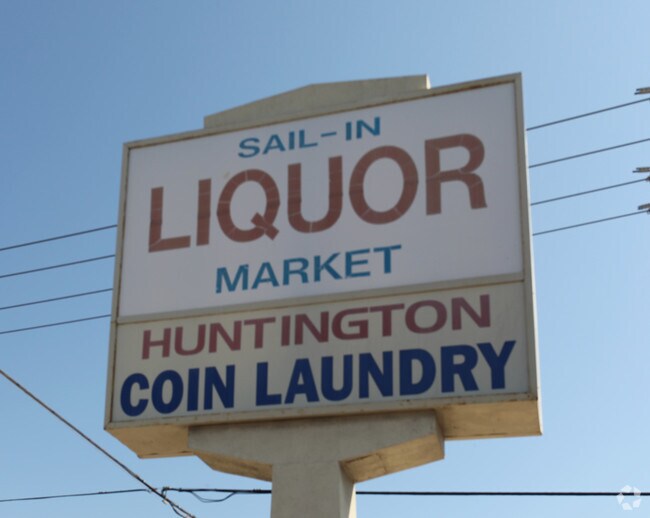 SAIL-IN
LIQUOR
MARKET
HUNTINGTON
COIN LAUNDRY